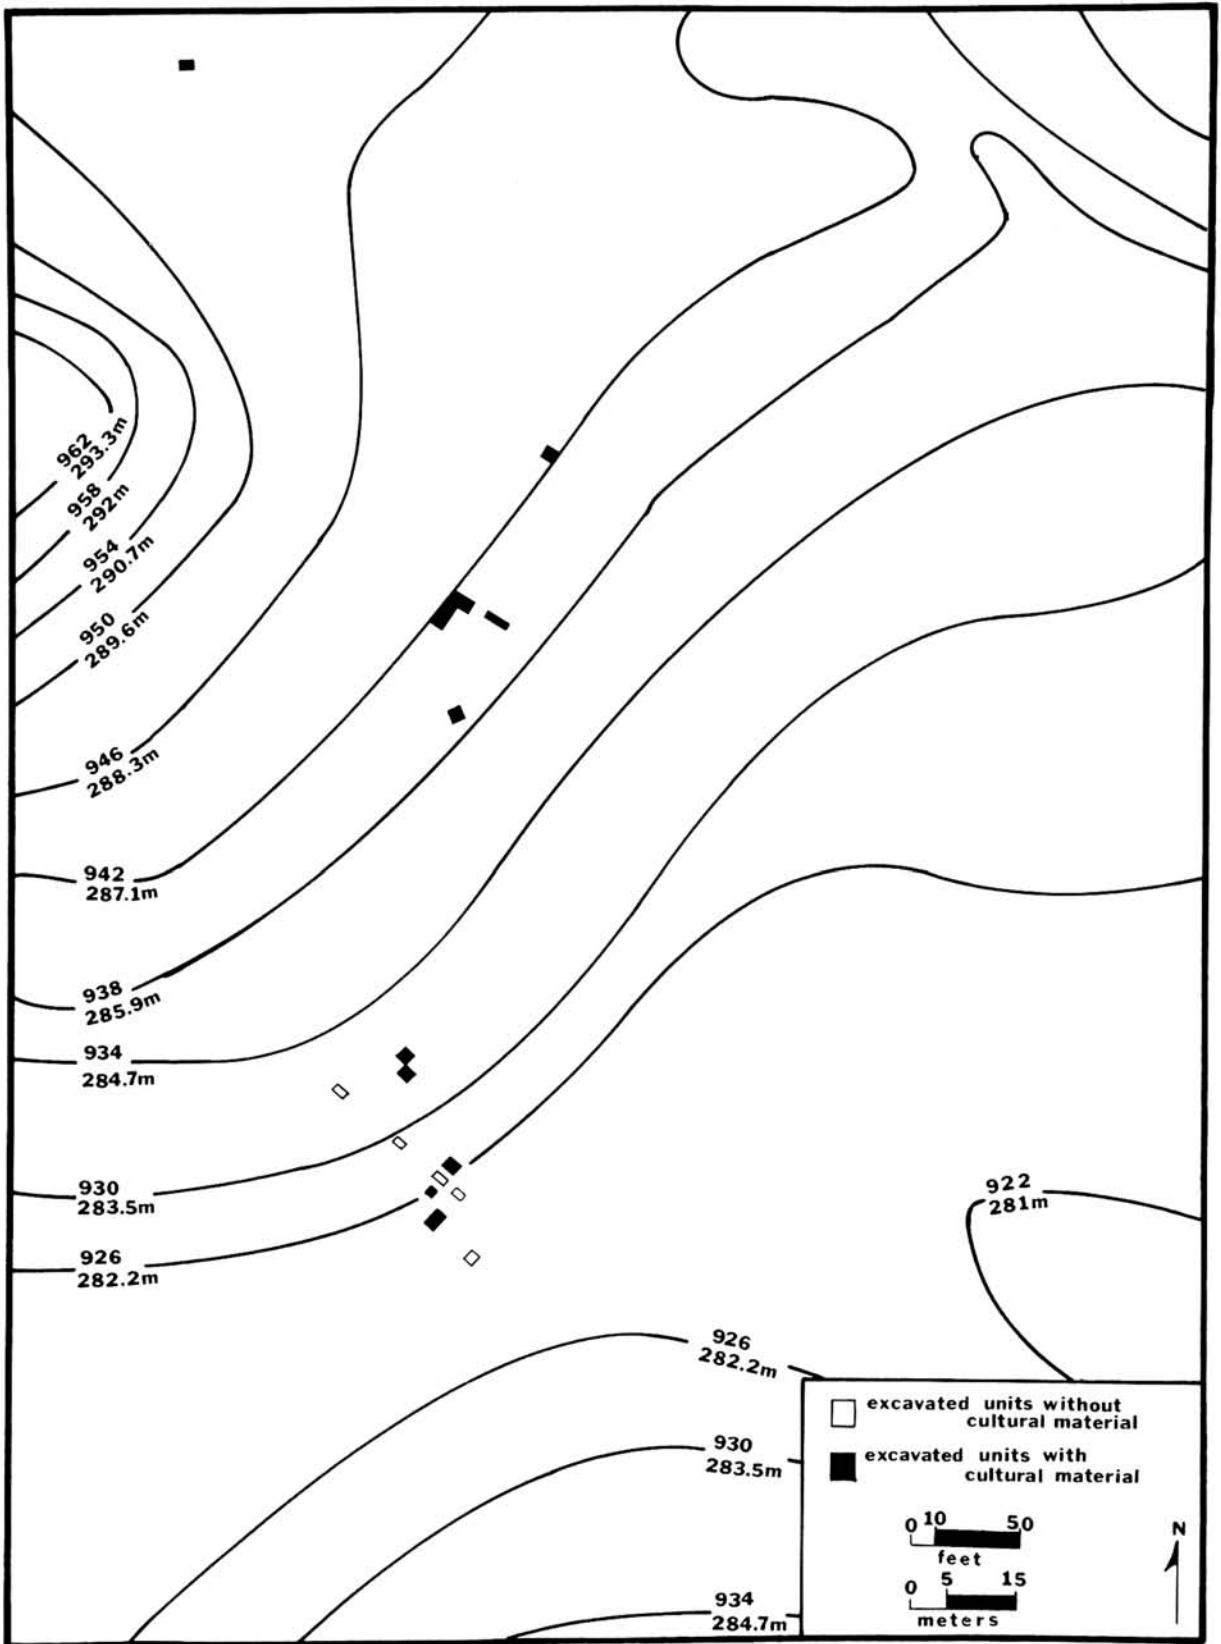 962
293.3m
958
292m
954
290.7m
950
289.6m
946
288.3m
942
287.1m
938
285.9m
934
284.7m
930
283.5m
926
282.2m
922
281m
926
282.2m
930
283.5m
934
284.7m
excavated units without
cultural material
excavated units with
cultural material
0 10 50
feet
0 5 15
meters
N